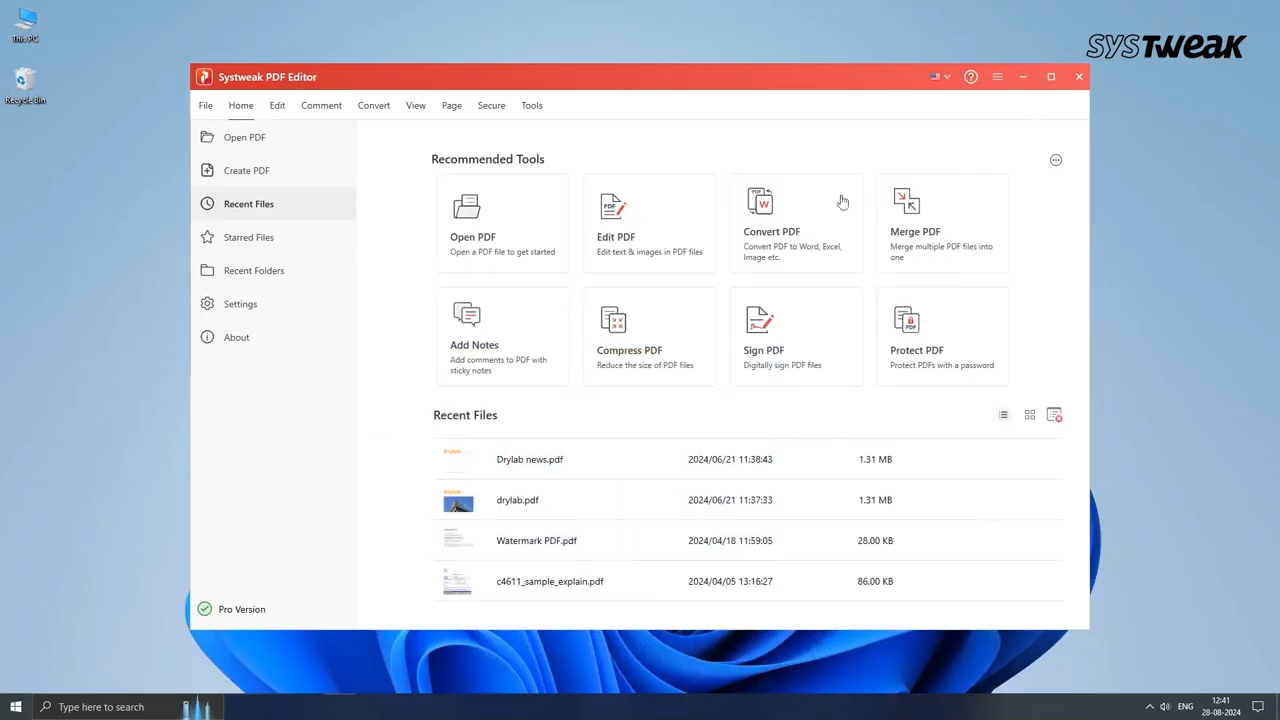 This PC
SYSTWEAK
Systweak PDF Editor
File Home Edit Comment Convert View Page Secure Tools
Recycle Bin
Open PDF
Create PDF
Recent Files
Starred Files
Recent Folders
Settings
About
Pro Version
Recommended Tools
Open PDF
Open a PDF file to get started
Edit PDF
Edit text & images in PDF files
Convert PDF
Convert PDF to Word, Excel,
Image etc.
Merge PDF
Merge multiple PDF files into
one
Add Notes
Add comments to PDF with
sticky notes
Compress PDF
Reduce the size of PDF files
Sign PDF
Digitally sign PDF files
Protect PDF
Protect PDFs with a password
Recent Files
Drylab news.pdf 2024/06/21 11:38:43 1.31 MB
drylab.pdf 2024/06/21 11:37:33 1.31 MB
Watermark PDF.pdf 2024/04/18 11:59:05 28.00 KB
c4611_sample_explain.pdf 2024/04/05 13:16:27 86.00 KB
Type here to search
ENG
12:41
28-08-2024